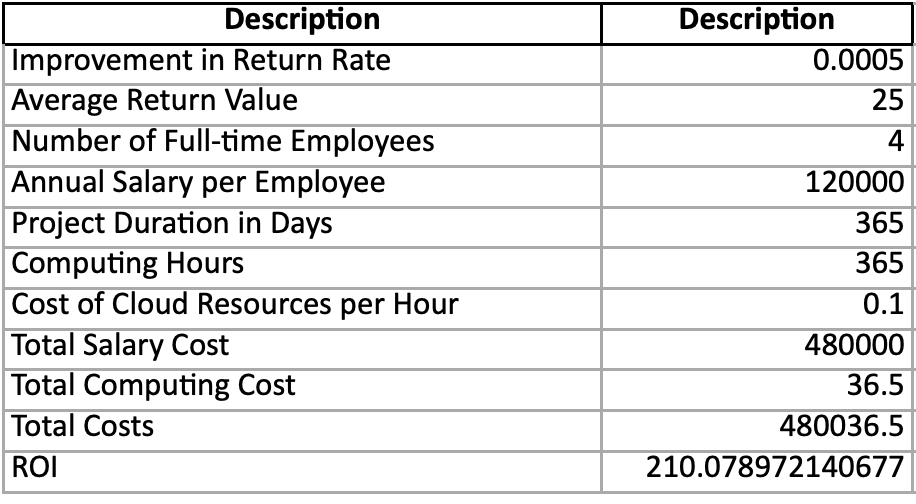 Description Description
Improvement in Return Rate 0.0005
Average Return Value 25
Number of Full-time Employees 4
Annual Salary per Employee 120000
Project Duration in Days 365
Computing Hours 365
Cost of Cloud Resources per Hour 0.1
Total Salary Cost 480000
Total Computing Cost 36.5
Total Costs 480036.5
ROI 210.078972140677